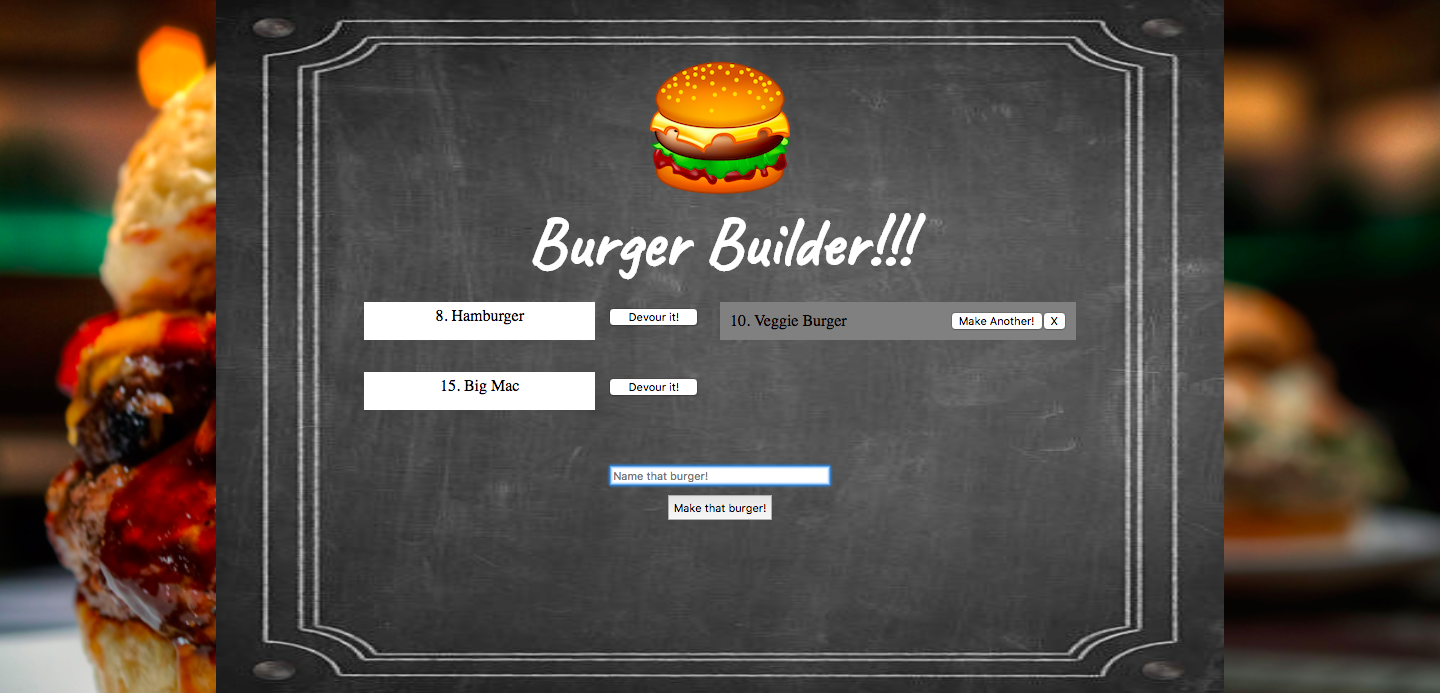 Burger Builder!!!
8. Hamburger
Devour it!
10. Veggie Burger
Make Another!
X
15. Big Mac
Devour it!
Name that burger!
Make that burger!